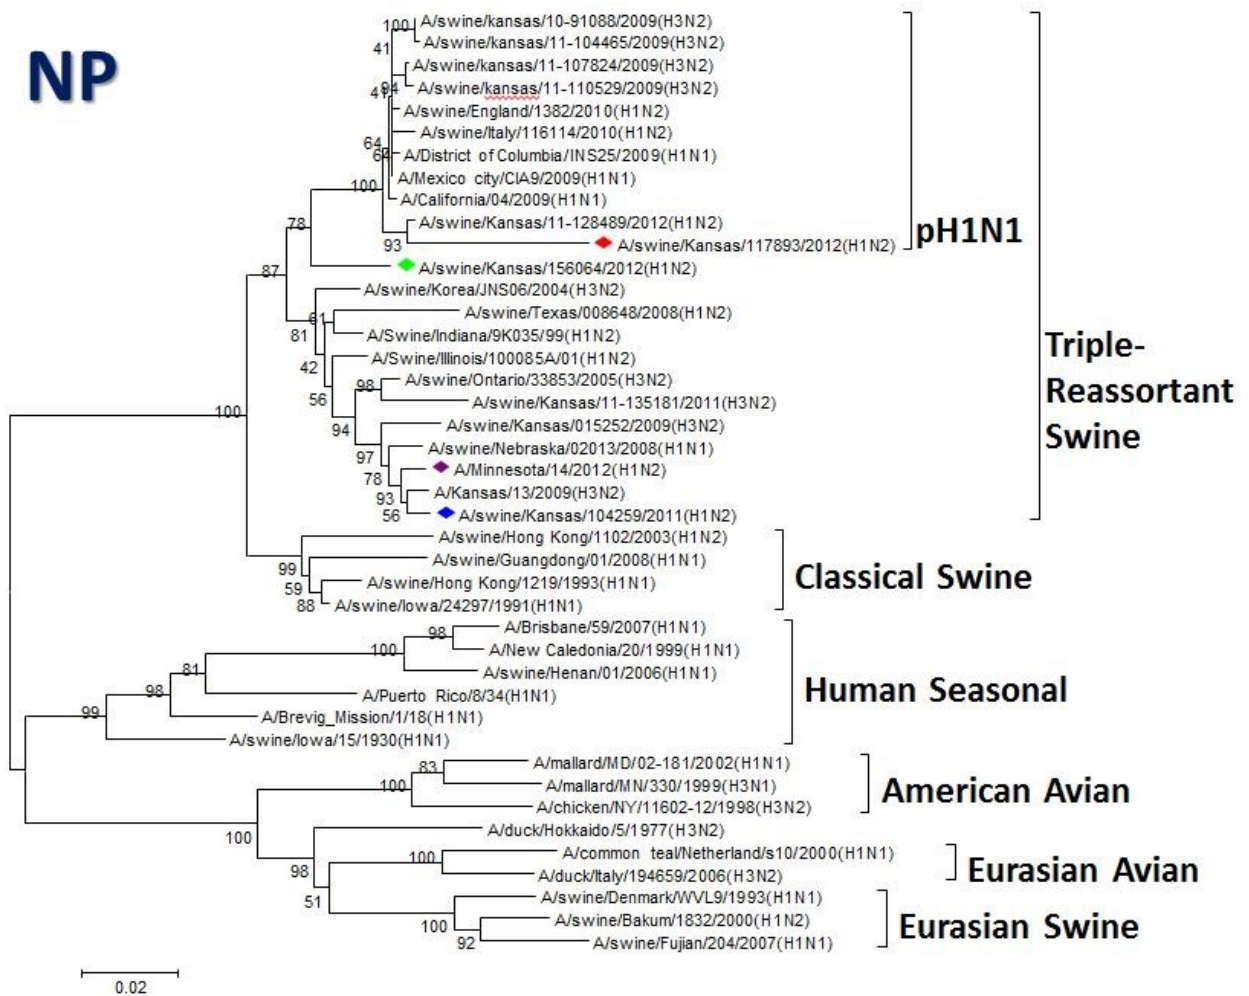 NP
100
A/swine/kansas/10-91088/2009(H3N2)
41
A/swine/kansas/11-104465/2009(H3N2)
A/swine/kansas/11-107824/2009(H3N2)
94
41
A/swine/kansas/11-110529/2009(H3N2)
A/swine/England/1382/2010(H1N2)
A/swine/Italy/116114/2010(H1N2)
64
A/District of Columbia/INS25/2009(H1N1)
A/Mexico city/CIA9/2009(H1N1)
100
A/California/04/2009(H1N1)
78
A/swine/Kansas/11-128489/2012(H1N2)
93
A/swine/Kansas/117893/2012(H1N2)
pH1N1
87
A/swine/Kansas/156064/2012(H1N2)
A/swine/Korea/JNS06/2004(H3N2)
61
A/swine/Texas/008648/2008(H1N2)
81
A/Swine/Indiana/9K035/99(H1N2)
42
A/Swine/Illinois/100085A/01(H1N2)
Triple-
Reassortant
Swine
98
A/swine/Ontario/33853/2005(H3N2)
56
A/swine/Kansas/11-135181/2011(H3N2)
100
94
A/swine/Kansas/015252/2009(H3N2)
97
A/swine/Nebraska/02013/2008(H1N1)
78
A/Minnesota/14/2012(H1N2)
93
A/Kansas/13/2009(H3N2)
56
A/swine/Kansas/104259/2011(H1N2)
A/swine/Hong Kong/1102/2003(H1N2)
99
A/swine/Guangdong/01/2008(H1N1)
59
A/swine/Hong Kong/1219/1993(H1N1)
88
A/swine/Iowa/24297/1991(H1N1)
Classical Swine
98
A/Brisbane/59/2007(H1N1)
100
A/New Caledonia/20/1999(H1N1)
81
A/swine/Henan/01/2006(H1N1)
98
A/Puerto Rico/8/34(H1N1)
99
A/Brevig_Mission/1/18(H1N1)
A/swine/Iowa/15/1930(H1N1)
Human Seasonal
83
A/mallard/MD/02-181/2002(H1N1)
100
A/mallard/MN/330/1999(H3N1)
A/chicken/NY/11602-12/1998(H3N2)
American Avian
100
A/duck/Hokkaido/5/1977(H3N2)
98
100
A/common teal/Netherland/s10/2000(H1N1)
A/duck/Italy/194659/2006(H3N2)
Eurasian Avian
51
A/swine/Denmark/WVL9/1993(H1N1)
100
A/swine/Bakum/1832/2000(H1N2)
92
A/swine/Fujian/204/2007(H1N1)
Eurasian Swine
0.02